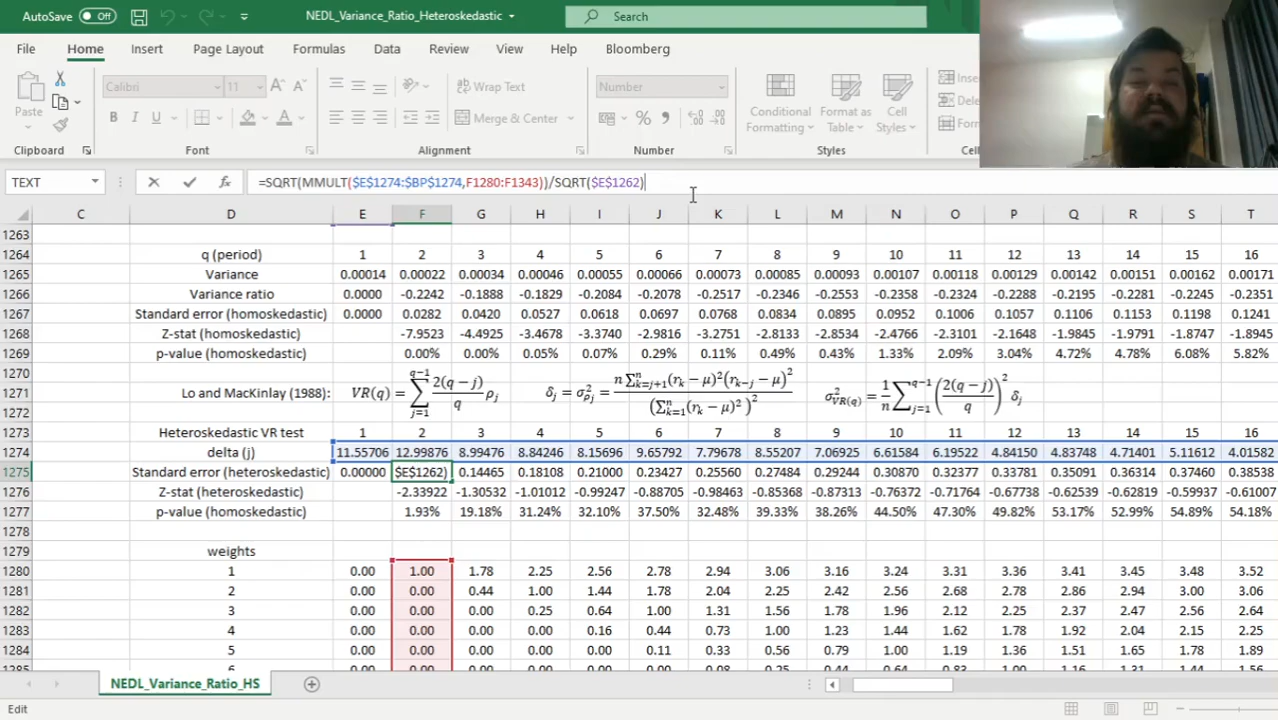 AutoSave Off NEDL_Variance_Ratio_Heteroskedastic Search
File Home Insert Page Layout Formulas Data Review View Help Bloomberg
Paste Calibri 11 A A B I U A ab Wrap Text Merge & Center Number % Conditional Formatting Format as Table Cell Styles
Clipboard Font Alignment Number Styles
TEXT fx =SQRT(MMULT($E$1274:$BP$1274,F1280:F1343))/SQRT($E$1262)
C D E F G H I J K L M N O P Q R S T
1263
1264 q (period) 1 2 3 4 5 6 7 8 9 10 11 12 13 14 15 16
1265 Variance 0.00014 0.00022 0.00034 0.00046 0.00055 0.00066 0.00073 0.00085 0.00093 0.00107 0.00118 0.00129 0.00142 0.00151 0.00162 0.00171
1266 Variance ratio 0.0000 -0.2242 -0.1888 -0.1829 -0.2084 -0.2078 -0.2517 -0.2346 -0.2553 -0.2358 -0.2324 -0.2288 -0.2195 -0.2281 -0.2245 -0.2351
1267 Standard error (homoskedastic) 0.0000 0.0282 0.0420 0.0527 0.0618 0.0697 0.0768 0.0834 0.0895 0.0952 0.1006 0.1057 0.1106 0.1153 0.1198 0.1241
1268 Z-stat (homoskedastic) -7.9523 -4.4925 -3.4678 -3.3740 -2.9816 -3.2751 -2.8133 -2.8534 -2.4766 -2.3101 -2.1648 -1.9845 -1.9791 -1.8747 -1.8945
1269 p-value (homoskedastic) 0.00% 0.00% 0.05% 0.07% 0.29% 0.11% 0.49% 0.43% 1.33% 2.09% 3.04% 4.72% 4.78% 6.08% 5.82%
1270
1271 Lo and MacKinlay (1988): VR(q) = ∑_{j=1}^{q−1} 2(q − j)/q ρ_j δ_j = σ²_{ρ_j} = n∑_{k=j+1}^{n}(r_k − μ)²(r_{k−j} − μ)² / (∑_{k=1}^{n}(r_k − μ)²)² σ²_{VR(q)} = 1/n ∑_{j=1}^{q−1} (2(q − j)/q)² δ_j
1272
1273 Heteroskedastic VR test 1 2 3 4 5 6 7 8 9 10 11 12 13 14 15 16
1274 delta (j) 11.55706 12.99876 8.99476 8.84246 8.15696 9.65792 7.79678 8.55207 7.06925 6.61584 6.19522 4.84150 4.83748 4.71401 5.11612 4.01582
1275 Standard error (heteroskedastic) 0.00000 $E$1262) 0.14465 0.18108 0.21000 0.23427 0.25560 0.27484 0.29244 0.30870 0.32377 0.33781 0.35091 0.36314 0.37460 0.38538
1276 Z-stat (heteroskedastic) -2.33922 -1.30532 -1.01012 -0.99247 -0.88705 -0.98463 -0.85368 -0.87313 -0.76372 -0.71764 -0.67738 -0.62539 -0.62819 -0.59937 -0.61007
1277 p-value (homoskedastic) 1.93% 19.18% 31.24% 32.10% 37.50% 32.48% 39.33% 38.26% 44.50% 47.30% 49.82% 53.17% 52.99% 54.89% 54.18%
1278
1279 weights
1280 1 0.00 1.00 1.78 2.25 2.56 2.78 2.94 3.06 3.16 3.24 3.31 3.36 3.41 3.45 3.48 3.52
1281 2 0.00 0.00 0.44 1.00 1.44 1.78 2.04 2.25 2.42 2.56 2.68 2.78 2.86 2.94 3.00 3.06
1282 3 0.00 0.00 0.00 0.25 0.64 1.00 1.31 1.56 1.78 1.96 2.12 2.25 2.37 2.47 2.56 2.64
1283 4 0.00 0.00 0.00 0.00 0.16 0.44 0.73 1.00 1.23 1.44 1.62 1.78 1.92 2.04 2.15 2.25
1284 5 0.00 0.00 0.00 0.00 0.00 0.11 0.33 0.56 0.79 1.00 1.19 1.36 1.51 1.65 1.78 1.89
NEDL_Variance_Ratio_HS
Edit